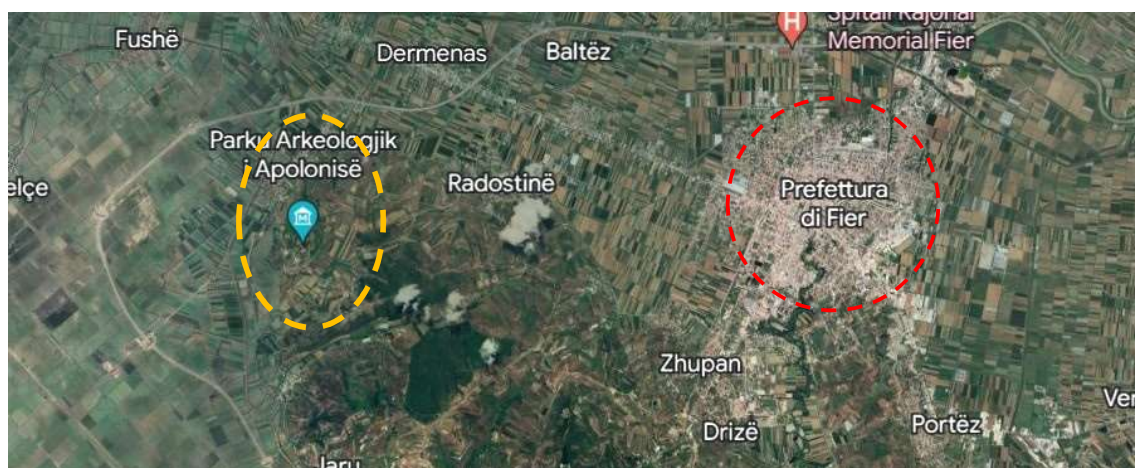 Fushë
Dermenas
Baltëz
H
Spitali Rajonal
Memorial Fier
Parku Arkeologjik
i Apolonisë
elçe
Radostinë
M
Prefettura
di Fier
Zhupan
Drizë
Portëz
Ver
Jaru